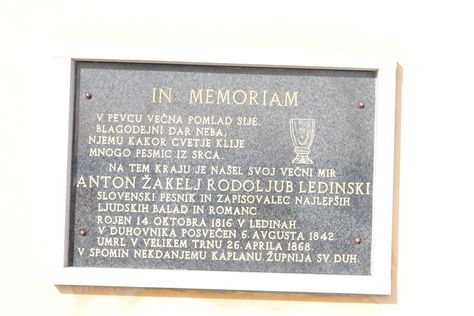 IN MEMORIAM
V PEVCU VEČNA POMLAD SIJE,
BLAGODEJNI DAR NEBA,
NJEMU KAKOR CVETJE KLIJE
MNOGO PESMIC IZ SRCA.
NA TEM KRAJU JE NAŠEL SVOJ VEČNI MIR
ANTON ŽAKELJ RODOLJUB LEDINSKI
SLOVENSKI PESNIK IN ZAPISOVALEC NAJLEPŠIH
LJUDSKIH BALAD IN ROMANC.
ROJEN 14. OKTOBRA 1816 V LEDINAH.
V DUHOVNIKA POSVEČEN 6. AVGUSTA 1842
UMRL V VELIKEM TRNU 26. APRILA 1868.
V SPOMIN NEKDANJEMU KAPLANU. ŽUPNIJA SV. DUH.